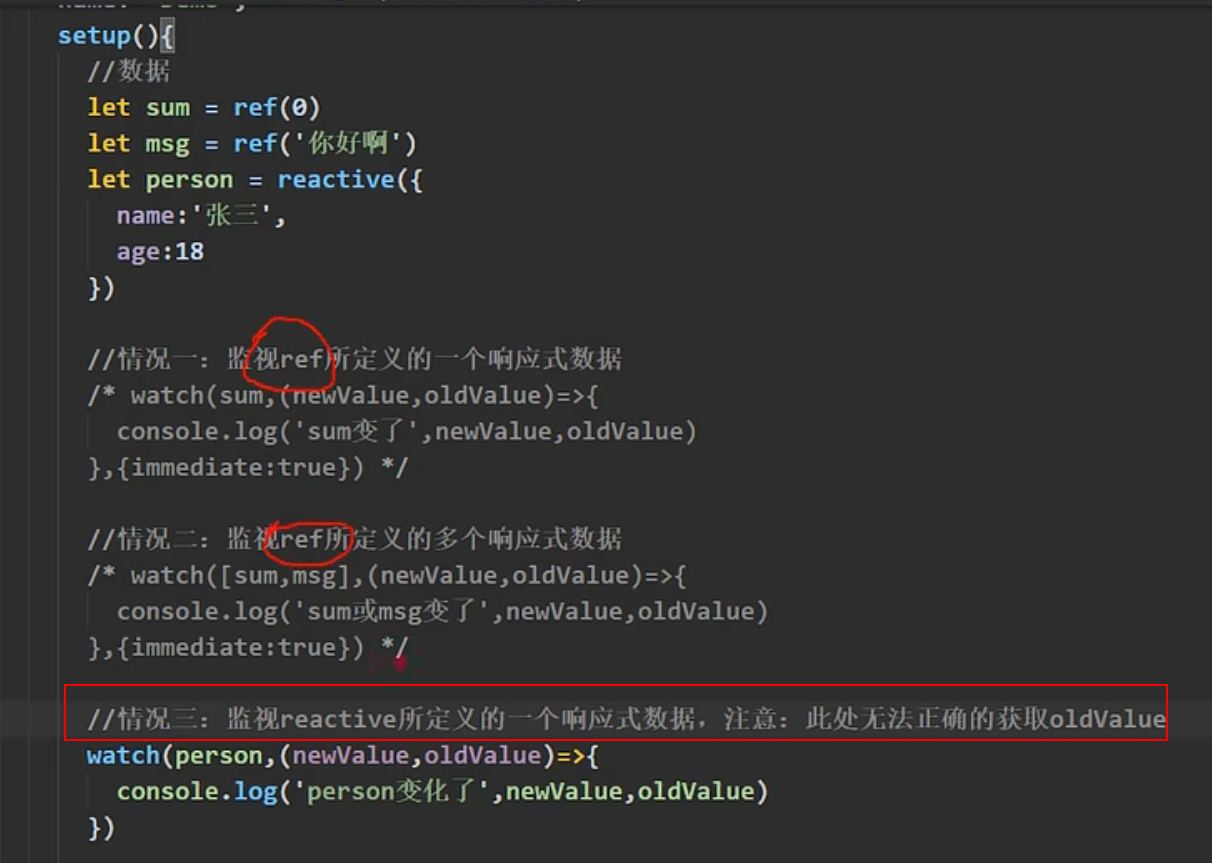 setup(){
//数据
let sum = ref(0)
let msg = ref('你好啊')
let person = reactive({
name:'张三',
age:18
})
//情况一：监视ref所定义的一个响应式数据
/* watch(sum,(newValue,oldValue)=>{
console.log('sum变了',newValue,oldValue)
},{immediate:true}) */
//情况二：监视ref所定义的多个响应式数据
/* watch([sum,msg],(newValue,oldValue)=>{
console.log('sum或msg变了',newValue,oldValue)
},{immediate:true}) */
//情况三：监视reactive所定义的一个响应式数据，注意：此处无法正确的获取oldValue
watch(person,(newValue,oldValue)=>{
console.log('person变化了',newValue,oldValue)
})